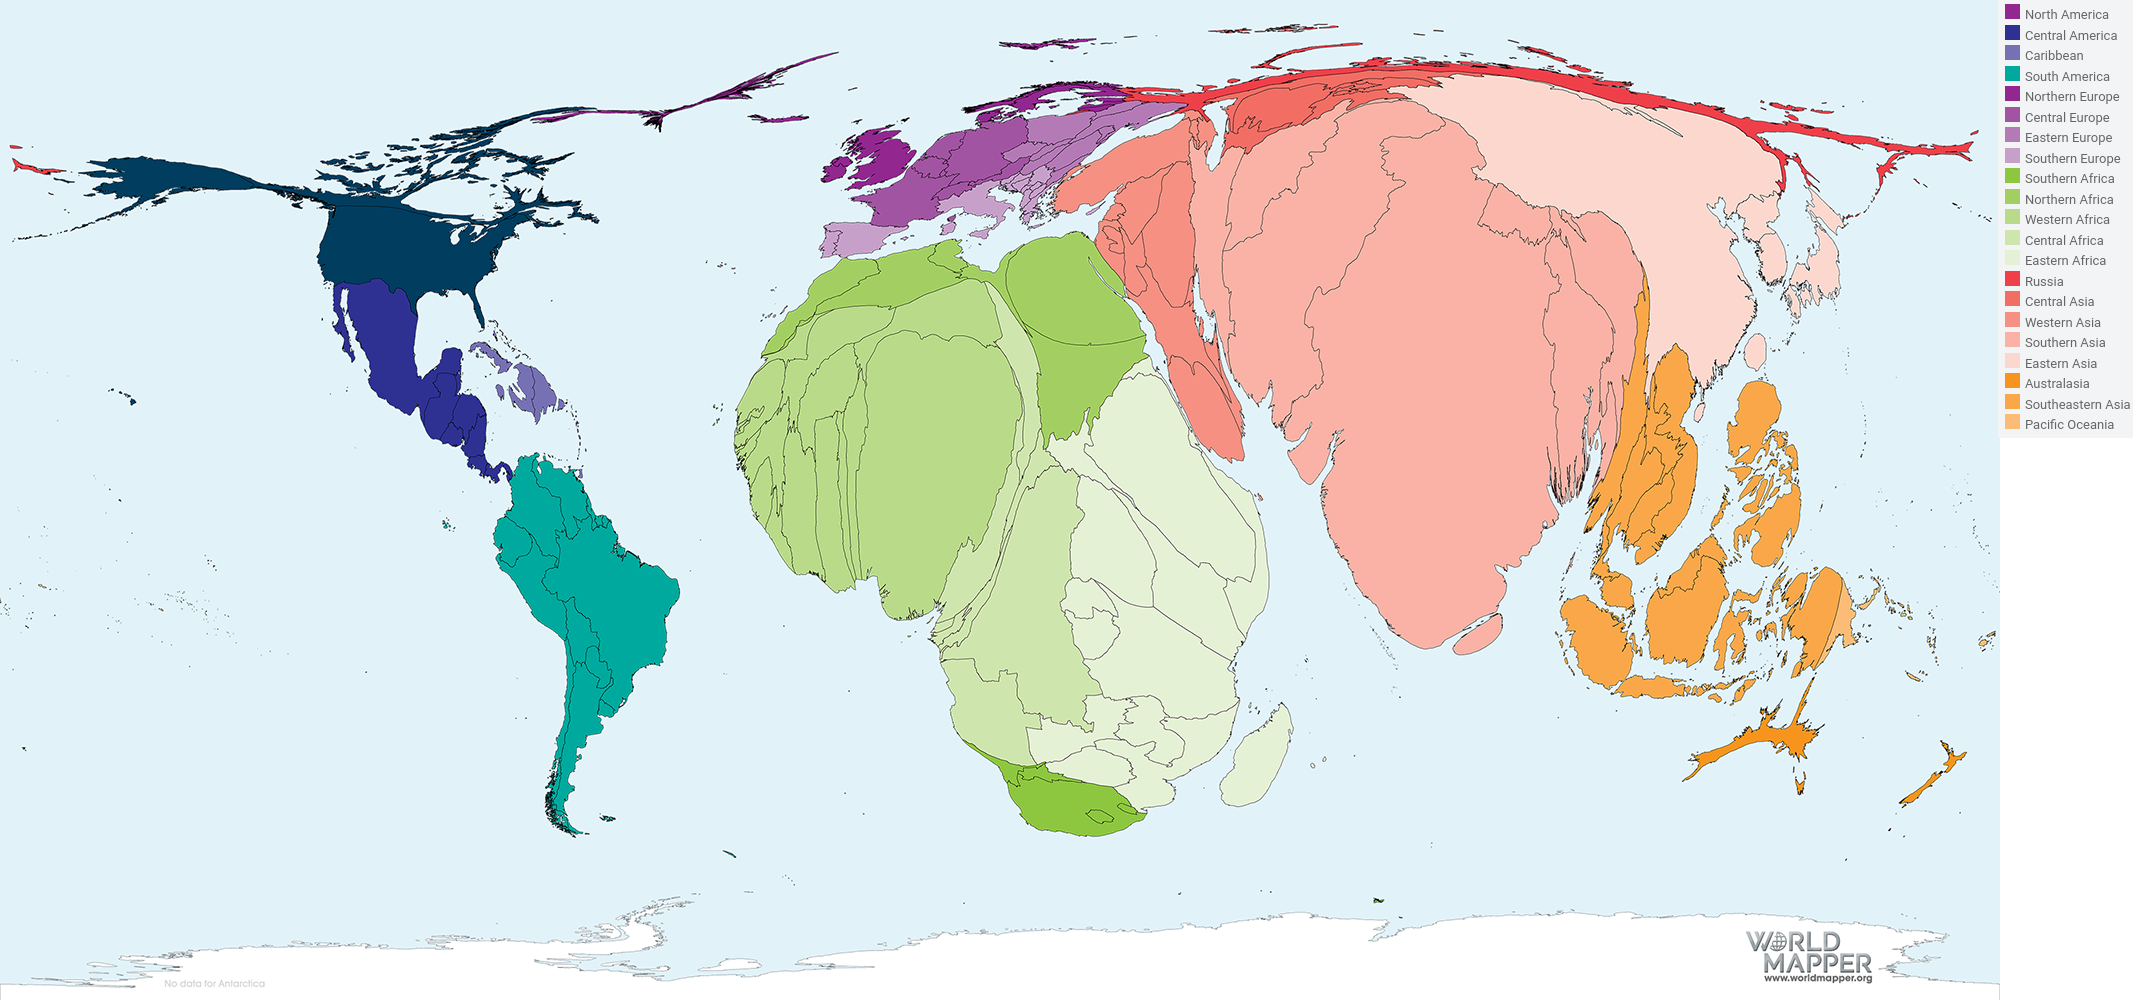 North America
Central America
Caribbean
South America
Northern Europe
Central Europe
Eastern Europe
Southern Europe
Southern Africa
Northern Africa
Western Africa
Central Africa
Eastern Africa
Russia
Central Asia
Western Asia
Southern Asia
Eastern Asia
Australasia
Southeastern Asia
Pacific Oceania
WORLD
MAPPER
www.worldmapper.org
No data for Antarctica